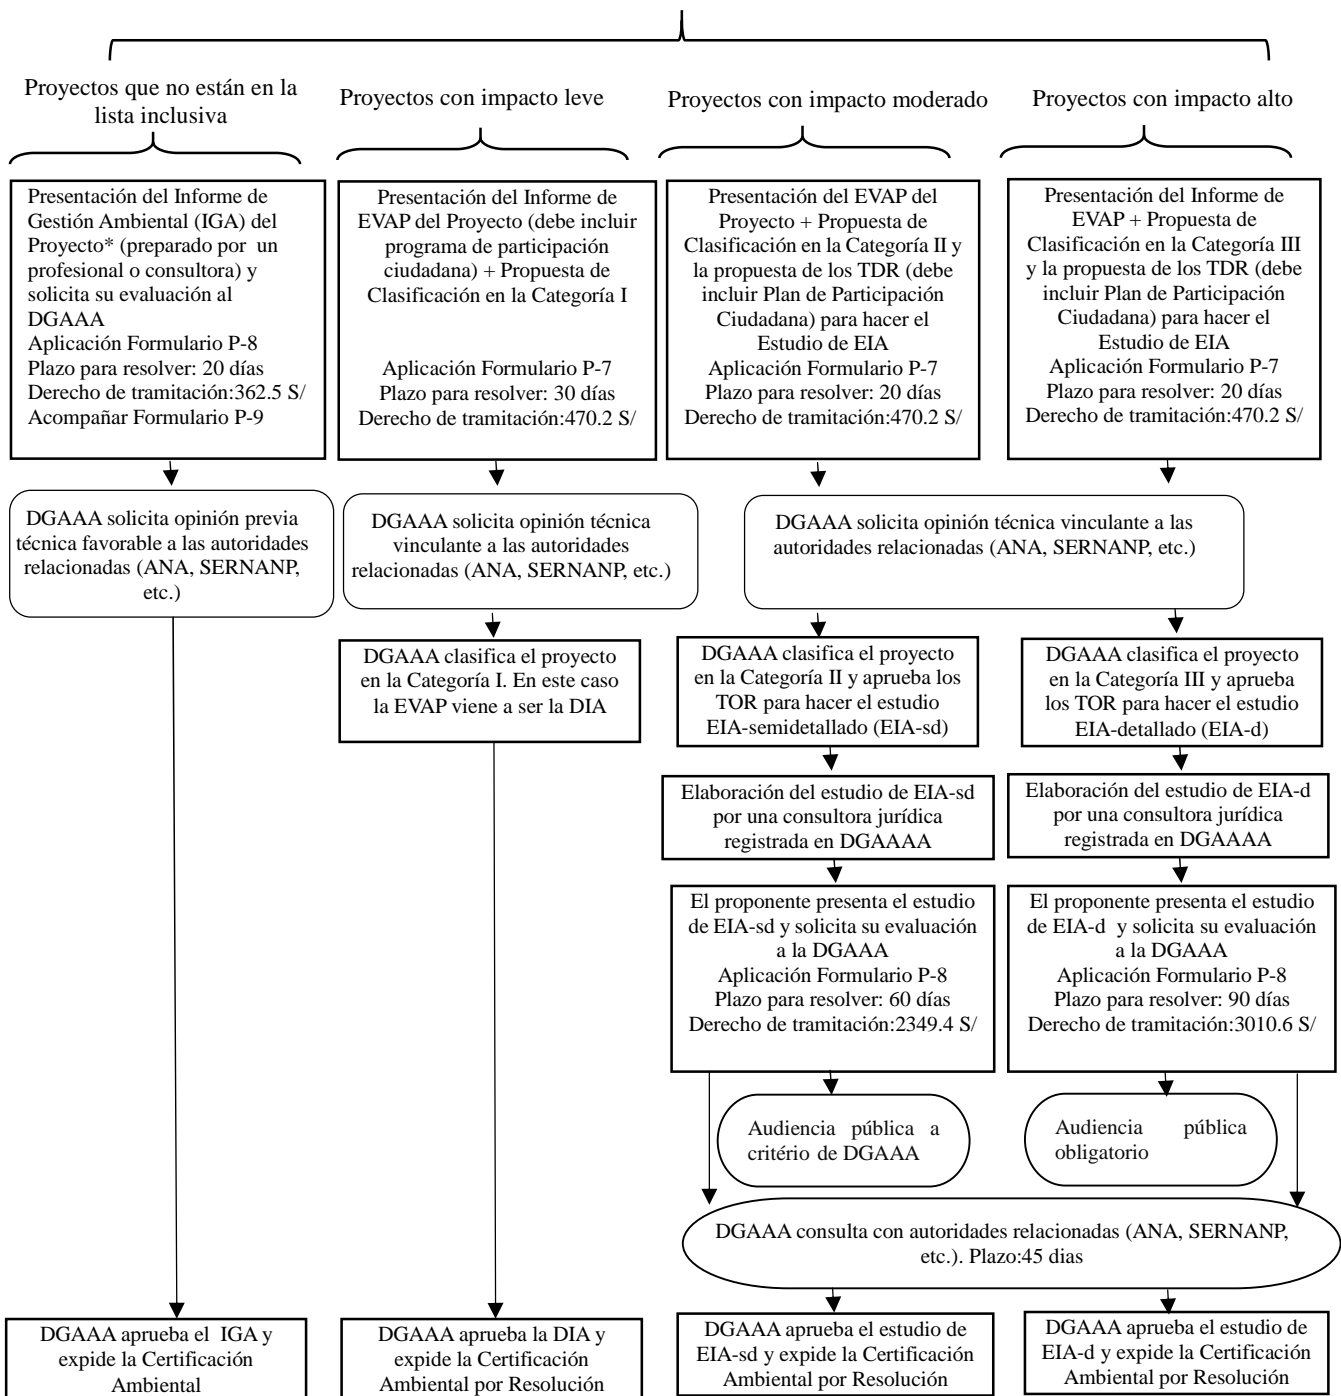 Proyectos que no están en la
lista inclusiva
Proyectos con impacto leve
Proyectos con impacto moderado
Proyectos con impacto alto
Presentación del Informe de
Gestión Ambiental (IGA) del
Proyecto* (preparado por un
profesional o consultora) y
solicita su evaluación al
DGAAA
Aplicación Formulario P-8
Plazo para resolver: 20 días
Derecho de tramitación:362.5 S/
Acompañar Formulario P-9
Presentación del Informe de
EVAP del Proyecto (debe incluir
programa de participación
ciudadana) + Propuesta de
Clasificación en la Categoría I
Aplicación Formulario P-7
Plazo para resolver: 30 días
Derecho de tramitación:470.2 S/
Presentación del EVAP del
Proyecto + Propuesta de
Clasificación en la Categoría II y
la propuesta de los TDR (debe
incluir Plan de Participación
Ciudadana) para hacer el
Estudio de EIA
Aplicación Formulario P-7
Plazo para resolver: 20 días
Derecho de tramitación:470.2 S/
Presentación del Informe de
EVAP + Propuesta de
Clasificación en la Categoría III
y la propuesta de los TDR (debe
incluir Plan de Participación
Ciudadana) para hacer el
Estudio de EIA
Aplicación Formulario P-7
Plazo para resolver: 20 días
Derecho de tramitación:470.2 S/
DGAAA solicita opinión previa
técnica favorable a las autoridades
relacionadas (ANA, SERNANP,
etc.)
DGAAA solicita opinión técnica
vinculante a las autoridades
relacionadas (ANA, SERNANP, etc.)
DGAAA solicita opinión técnica vinculante a las
autoridades relacionadas (ANA, SERNANP, etc.)
DGAAA clasifica el proyecto
en la Categoría I. En este caso
la EVAP viene a ser la DIA
DGAAA clasifica el proyecto
en la Categoría II y aprueba los
TOR para hacer el estudio
EIA-semidetallado (EIA-sd)
DGAAA clasifica el proyecto
en la Categoría III y aprueba
los TOR para hacer el estudio
EIA-detallado (EIA-d)
Elaboración del estudio de EIA-sd
por una consultora jurídica
registrada en DGAAAA
Elaboración del estudio de EIA-d
por una consultora jurídica
registrada en DGAAAA
El proponente presenta el estudio
de EIA-sd y solicita su evaluación
a la DGAAA
Aplicación Formulario P-8
Plazo para resolver: 60 días
Derecho de tramitación:2349.4 S/
El proponente presenta el estudio
de EIA-d y solicita su evaluación
a la DGAAA
Aplicación Formulario P-8
Plazo para resolver: 90 días
Derecho de tramitación:3010.6 S/
Audiencia pública a
critério de DGAAA
Audiencia pública
obligatorio
DGAAA consulta con autoridades relacionadas (ANA, SERNANP,
etc.). Plazo:45 dias
DGAAA aprueba el IGA y
expide la Certificación
Ambiental
DGAAA aprueba la DIA y
expide la Certificación
Ambiental por Resolución
DGAAA aprueba el estudio de
EIA-sd y expide la Certificación
Ambiental por Resolución
DGAAA aprueba el estudio de
EIA-d y expide la Certificación
Ambiental por Resolución